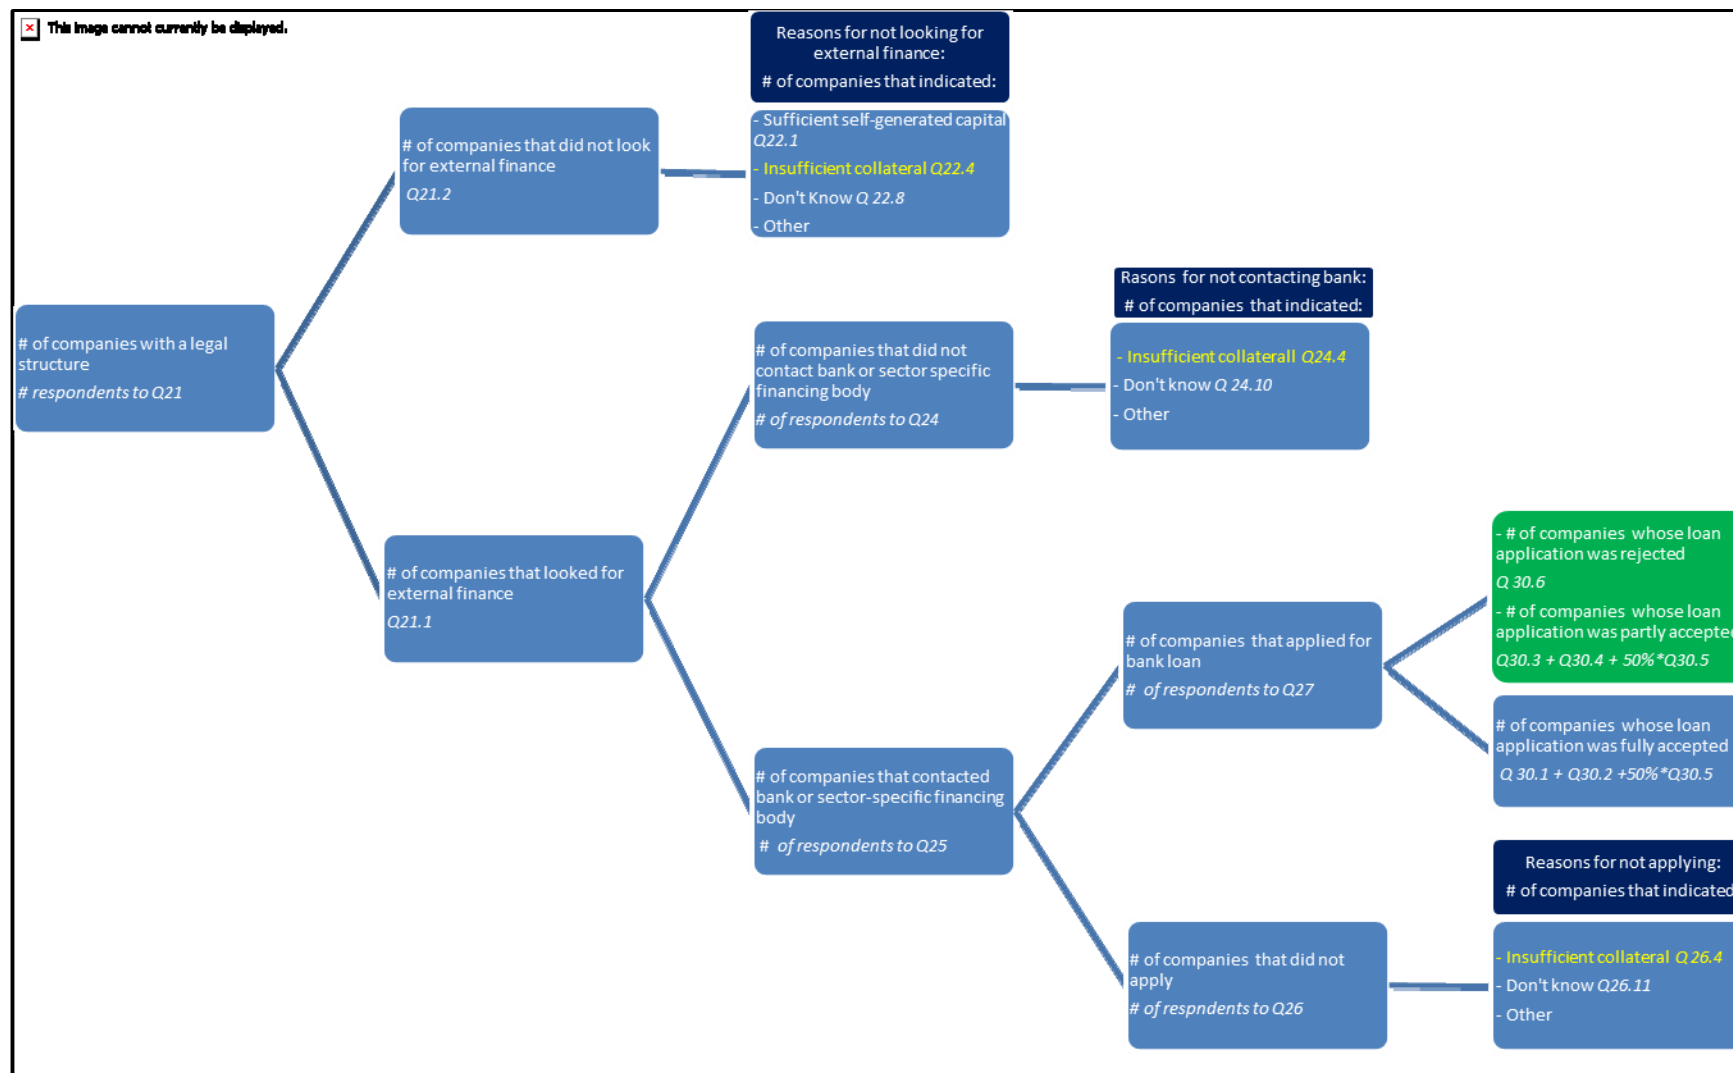 This image cannot currently be displayed.
Reasons for not looking for
external finance:
# of companies that indicated:
# of companies that did not look
for external finance
Q21.2
- Sufficient self-generated capital
Q22.1
- Insufficient collateral Q22.4
- Don't Know Q 22.8
- Other
Rasons for not contacting bank:
# of companies that indicated:
# of companies with a legal
structure
# respondents to Q21
# of companies that did not
contact bank or sector specific
financing body
# of respondents to Q24
- Insufficient collaterall Q24.4
- Don't know Q 24.10
- Other
# of companies that looked for
external finance
Q21.1
- # of companies whose loan
application was rejected
Q 30.6
- # of companies whose loan
application was partly accepted
Q30.3 + Q30.4 + 50%*Q30.5
# of companies that applied for
bank loan
# of respondents to Q27
# of companies whose loan
application was fully accepted
Q 30.1 + Q30.2 +50%*Q30.5
# of companies that contacted
bank or sector-specific financing
body
# of respondents to Q25
Reasons for not applying:
# of companies that indicated
# of companies that did not
apply
# of respndents to Q26
- Insufficient collateral Q 26.4
- Don't know Q26.11
- Other